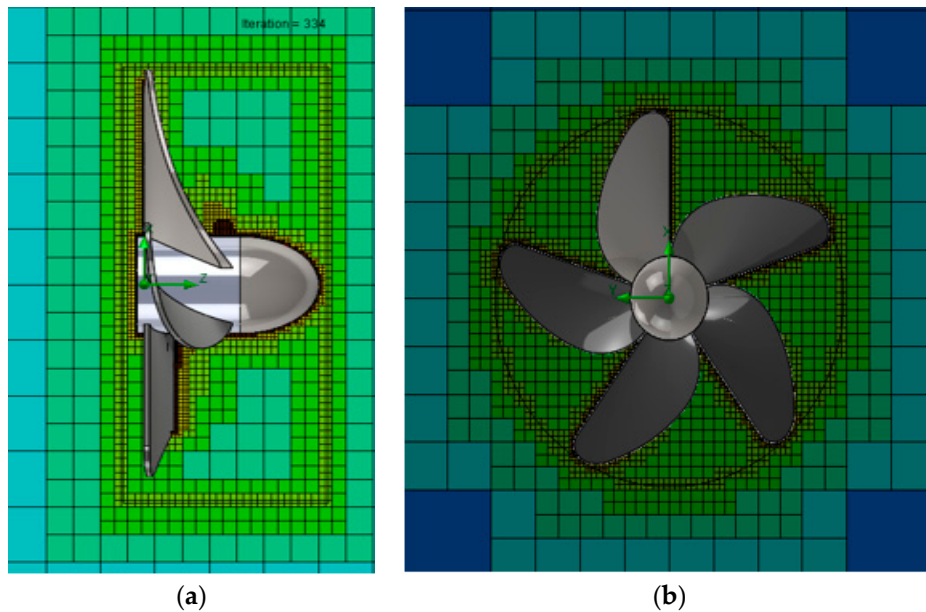 Iteration = 334
X
Z
X
Y
(a)
(b)